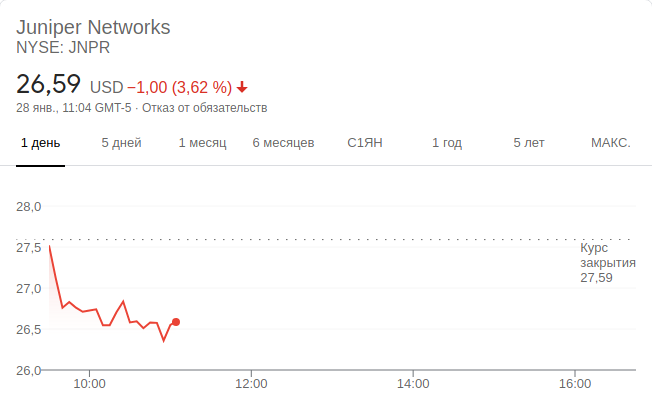 Juniper Networks
NYSE: JNPR
26,59 USD −1,00 (3,62 %)
28 янв., 11:04 GMT-5 · Отказ от обязательств
1 день 5 дней 1 месяц 6 месяцев С1ЯН 1 год 5 лет МАКС.
28,0
27,5
Курс
закрытия
27,59
27,0
26,5
26,0
10:00 12:00 14:00 16:00